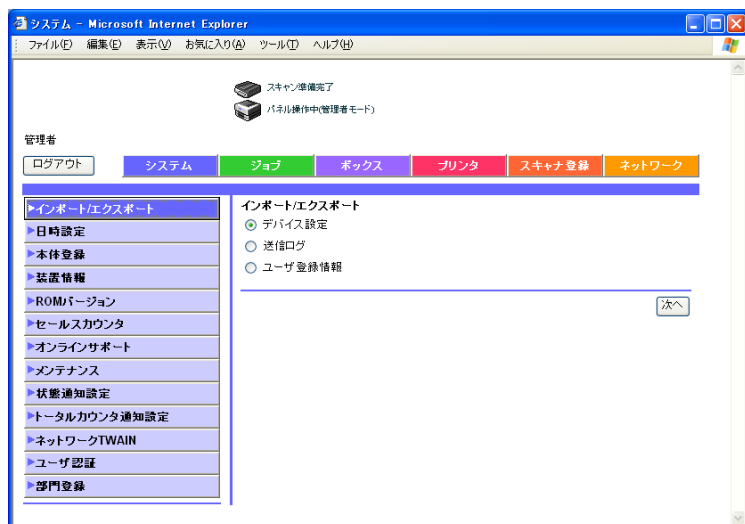 システム - Microsoft Internet Explorer
ファイル(F) 編集(E) 表示(V) お気に入り(A) ツール(T) ヘルプ(H)
スキャン準備完了
パネル操作中(管理者モード)
管理者
ログアウト システム ジョブ ボックス プリンタ スキャナ登録 ネットワーク
インポート/エクスポート
日時設定
本体登録
装置情報
ROMバージョン
セールスカウンタ
オンラインサポート
メンテナンス
状態通知設定
トータルカウンタ通知設定
ネットワークTWAIN
ユーザ認証
部門登録
インポート/エクスポート
デバイス設定
送信ログ
ユーザ登録情報
次へ